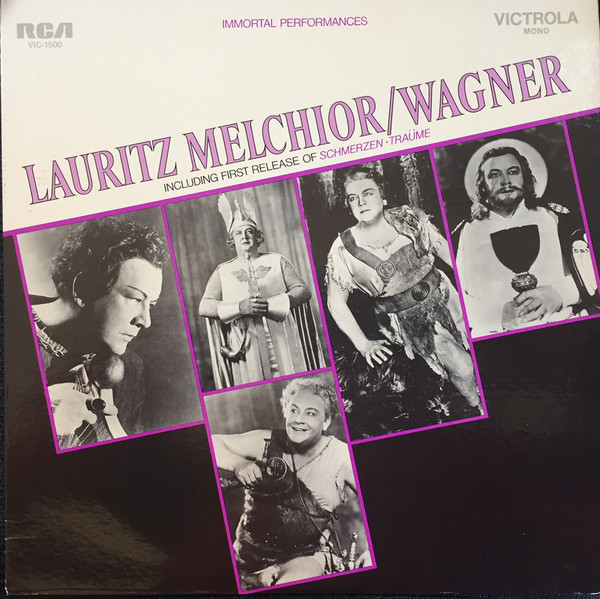 RCA
VIC-1500
IMMORTAL PERFORMANCES
VICTROLA
MONO
LAURITZ MELCHIOR/WAGNER
INCLUDING FIRST RELEASE OF SCHMERZEN · TRAÜME